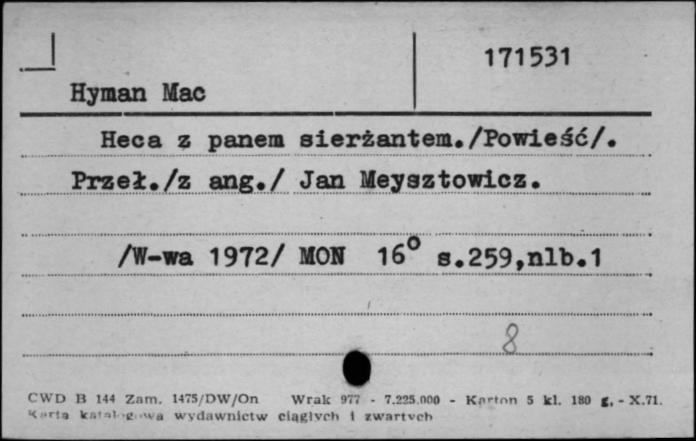 171531
Hyman Mac
Heca z panem sierżantem./Powieść/.
Przeł./z ang./ Jan Meysztowicz.
/W-wa 1972/ MON 16° s.259,nlb.1
8
CWD B 144 Zam. 1475/DW/On Wrak 977 - 7.225.000 - Karton 5 kl. 180 g. - X.71.
Karta katalogowa wydawnictw ciągłych i zwartych